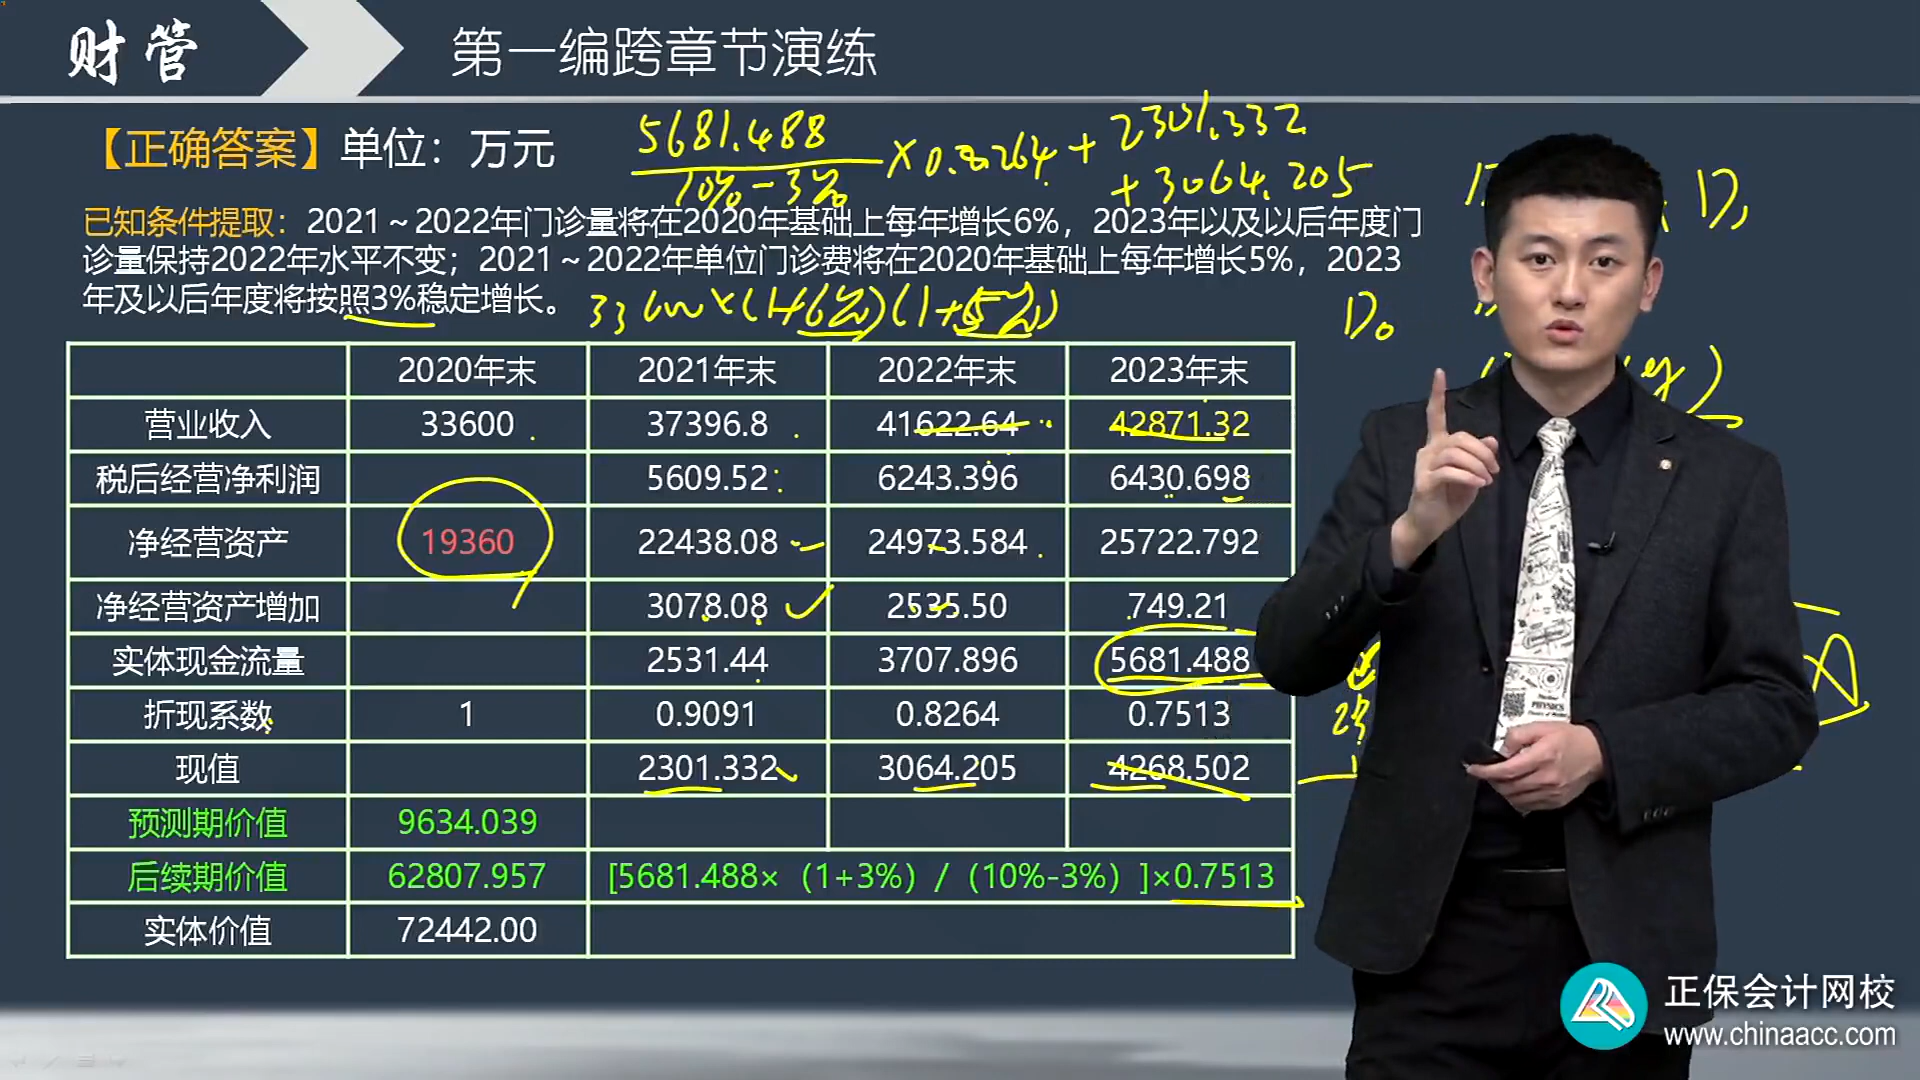 财管
第一编跨章节演练
【正确答案】单位：万元
5681.488
10%-3%
×0.8264+2301.332
+3064.205
D₁
已知条件提取：2021～2022年门诊量将在2020年基础上每年增长6%，2023年以及以后年度门
诊量保持2022年水平不变；2021～2022年单位门诊费将在2020年基础上每年增长5%，2023
年及以后年度将按照3%稳定增长。
33600×(1+6%)(1+5%)
D₀
2020年末 2021年末 2022年末 2023年末
营业收入 33600 37396.8 41622.64 42871.32
税后经营净利润 5609.52 6243.396 6430.698
净经营资产 19360 22438.08 24973.584 25722.792
净经营资产增加 3078.08 2535.50 749.21
实体现金流量 2531.44 3707.896 5681.488
折现系数 1 0.9091 0.8264 0.7513
现值 2301.332 3064.205 4268.502
预测期价值 9634.039
后续期价值 62807.957 [5681.488×（1+3%）/（10%-3%）]×0.7513
实体价值 72442.00
正保会计网校
www.chinaacc.com